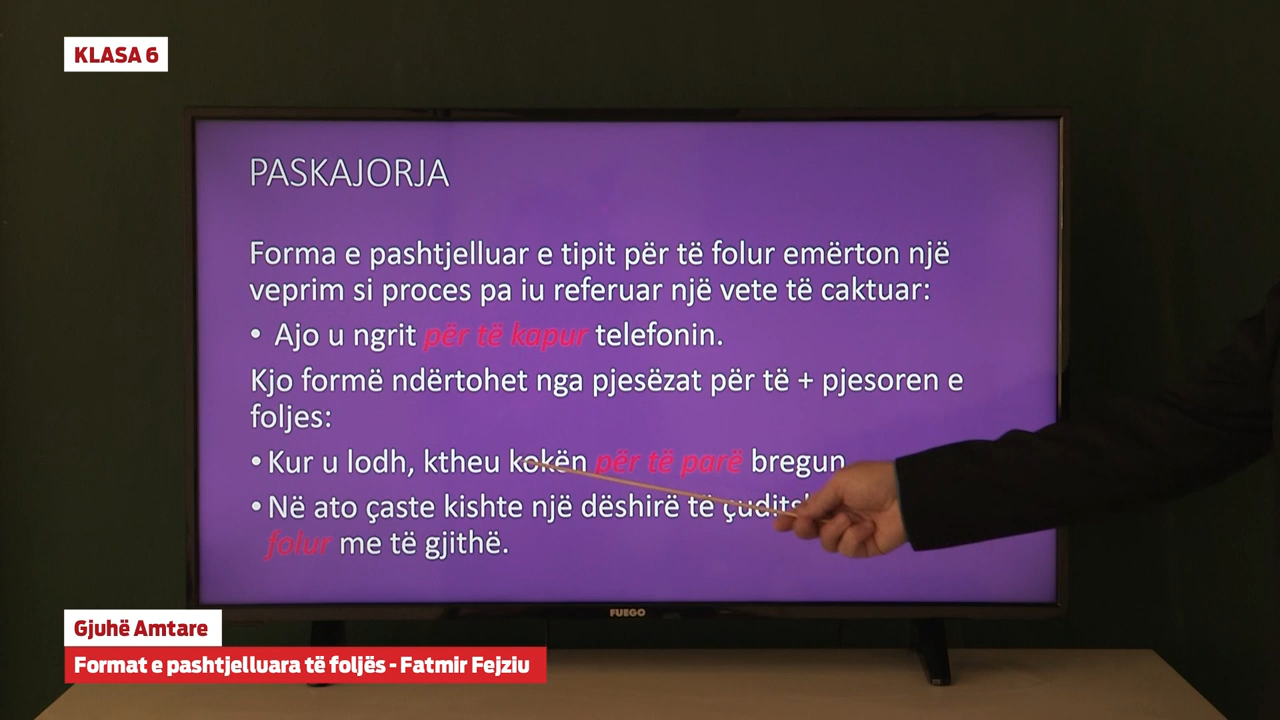 KLASA 6
PASKAJORJA
Forma e pashtjelluar e tipit për të folur emërton një
veprim si proces pa iu referuar një vete të caktuar:
• Ajo u ngrit për të kapur telefonin.
Kjo formë ndërtohet nga pjesëzat për të + pjesoren e
foljes:
• Kur u lodh, ktheu kokën për të parë bregun
• Në ato çaste kishte një dëshirë të
folur me të gjithë.
FUEGO
Gjuhë Amtare
Format e pashtjelluara të foljës - Fatmir Fejziu